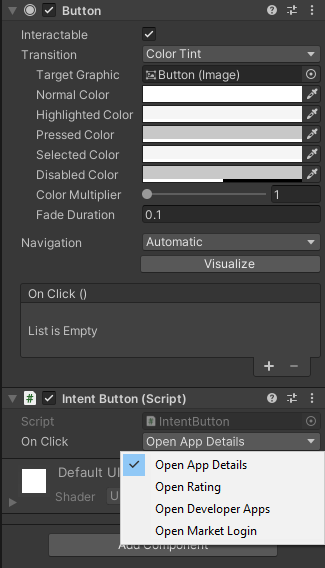 Button
Interactable
Transition Color Tint
Target Graphic Button (Image)
Normal Color
Highlighted Color
Pressed Color
Selected Color
Disabled Color
Color Multiplier 1
Fade Duration 0.1
Navigation Automatic
Visualize
On Click ()
List is Empty
Intent Button (Script)
Script IntentButton
On Click Open App Details
Open App Details
Open Rating
Open Developer Apps
Open Market Login
Default UI
Shader U
Add Component